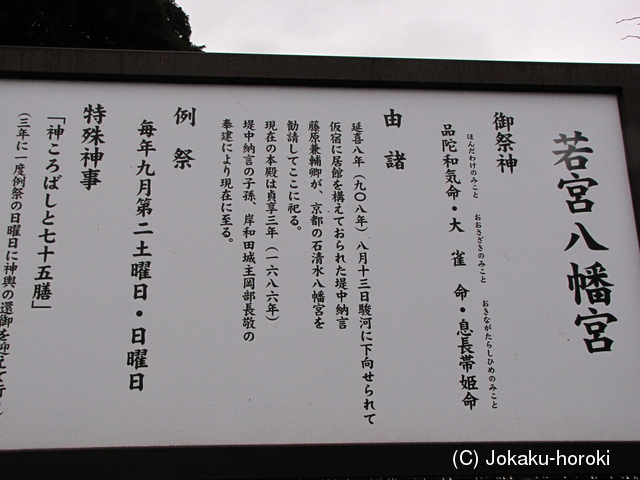 若宮八幡宮
御祭神
ほんだわけのみこと おおさざきのみこと おきながたらしひめのみこと
品陀和気命・大雀命・息長帯姫命
由諸
延喜八年（九〇八年）八月十三日駿河に下向せられて
仮宿に居館を構えておられた堤中納言
藤原兼輔卿が、京都の石清水八幡宮を
勧請してここに祀る。
現在の本殿は貞享三年（一六八六年）
堤中納言の子孫、岸和田城主岡部長敬の
奉建により現在に至る。
例祭
毎年九月第二土曜日・日曜日
特殊神事
「神ころばしと七十五膳」
（三年に一度例祭の日曜日に神輿の還御を迎えて行
(C) Jokaku-horoki